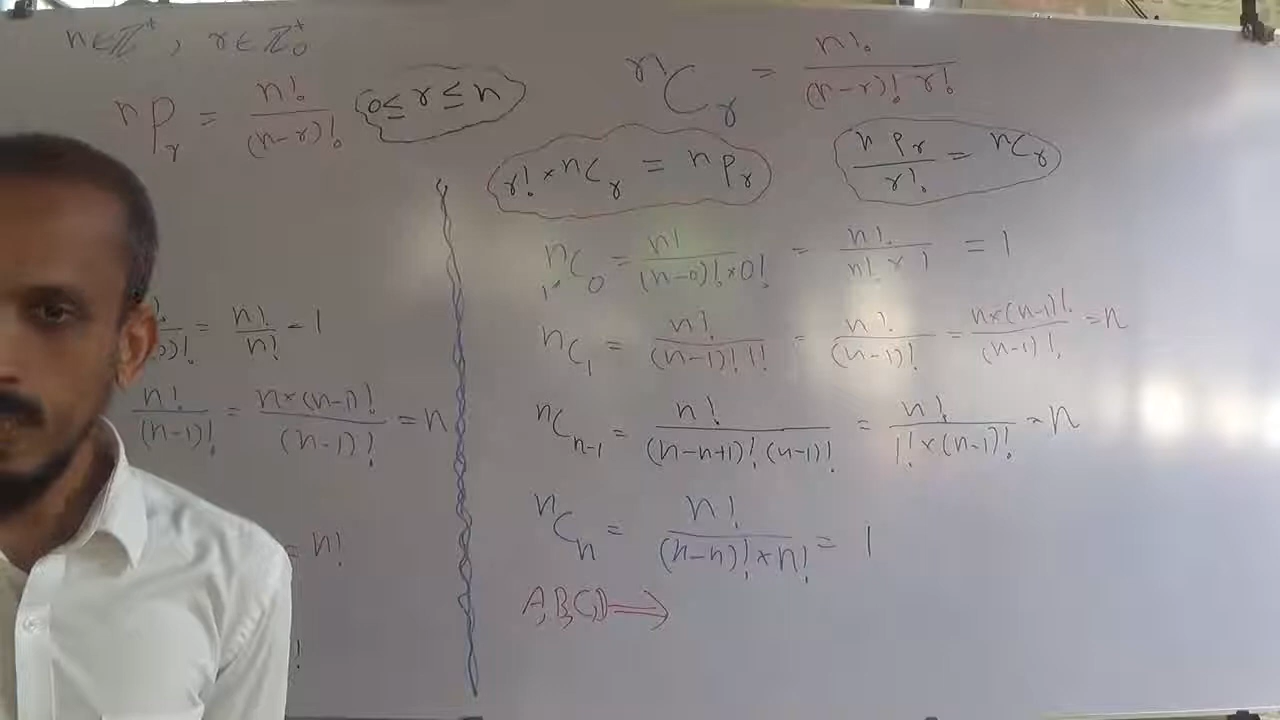 n∈ℤ⁺, r∈ℤ₀⁺
ⁿPᵣ = n!/(n-r)! 0≤r≤n
= n!/n! = 1
n!/(n-1)! = n×(n-1)!/(n-1)! = n
= n!
!
ⁿCᵣ = n!/(n-r)! r!
r! × ⁿCᵣ = ⁿPᵣ
ⁿPᵣ/r! = ⁿCᵣ
ⁿC₀ = n!/(n-0)!×0! = n!/n!×1 = 1
ⁿC₁ = n!/(n-1)! 1! = n!/(n-1)! = n×(n-1)!/(n-1)! = n
ⁿCₙ₋₁ = n!/(n-n+1)! (n-1)! = n!/1!×(n-1)! = n
ⁿCₙ = n!/(n-n)!×n! = 1
A,B,C,D ⟹